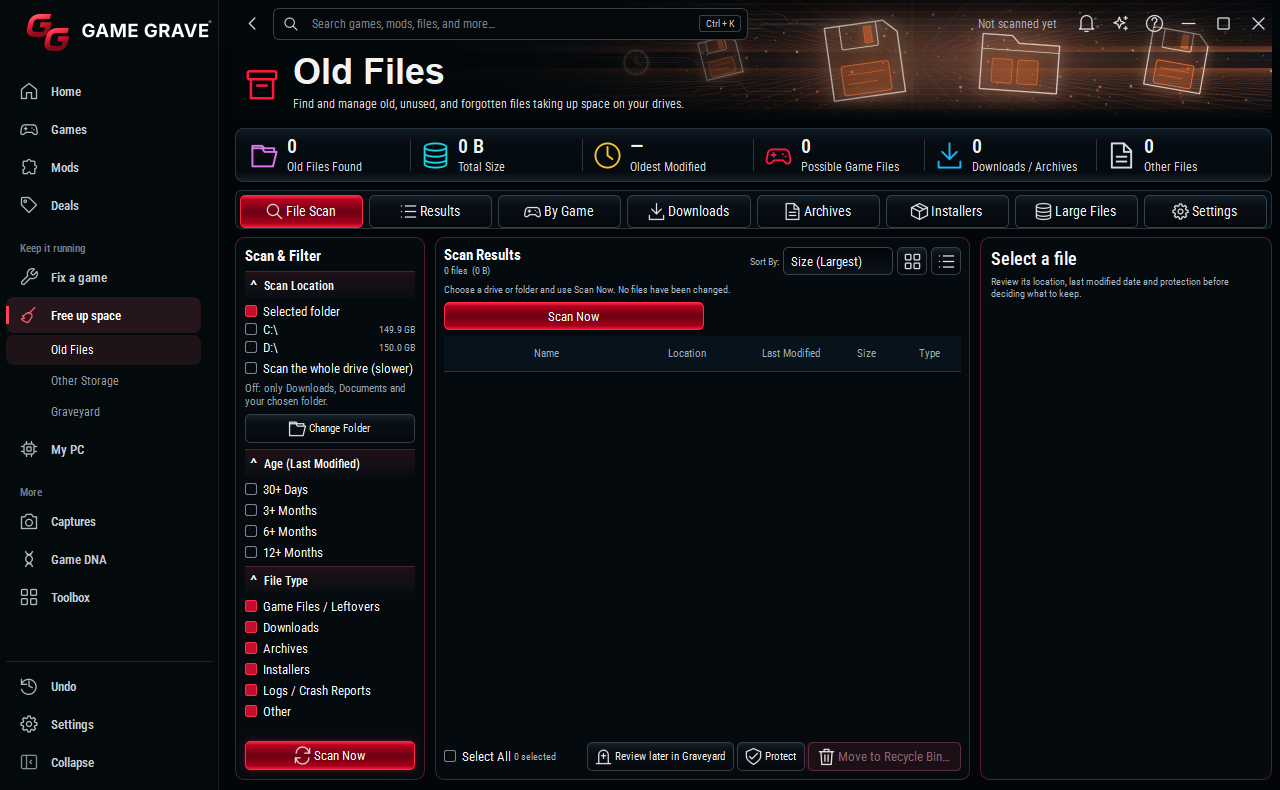 GAME GRAVE
Search games, mods, files, and more...
Ctrl + K
Not scanned yet
Old Files
Find and manage old, unused, and forgotten files taking up space on your drives.
Home
Games
Mods
Deals
Keep it running
Fix a game
Free up space
Old Files
Other Storage
Graveyard
My PC
More
Captures
Game DNA
Toolbox
Undo
Settings
Collapse
0
Old Files Found
0 B
Total Size
–
Oldest Modified
0
Possible Game Files
0
Downloads / Archives
0
Other Files
File Scan
Results
By Game
Downloads
Archives
Installers
Large Files
Settings
Scan & Filter
^ Scan Location
Selected folder
C:\ 149.9 GB
D:\ 150.0 GB
Scan the whole drive (slower)
Off: only Downloads, Documents and
your chosen folder.
Change Folder
^ Age (Last Modified)
30+ Days
3+ Months
6+ Months
12+ Months
^ File Type
Game Files / Leftovers
Downloads
Archives
Installers
Logs / Crash Reports
Other
Scan Now
Scan Results
0 files (0 B)
Sort By: Size (Largest)
Choose a drive or folder and use Scan Now. No files have been changed.
Scan Now
Name Location Last Modified Size Type
Select All 0 selected
Review later in Graveyard
Protect
Move to Recycle Bin...
Select a file
Review its location, last modified date and protection before
deciding what to keep.